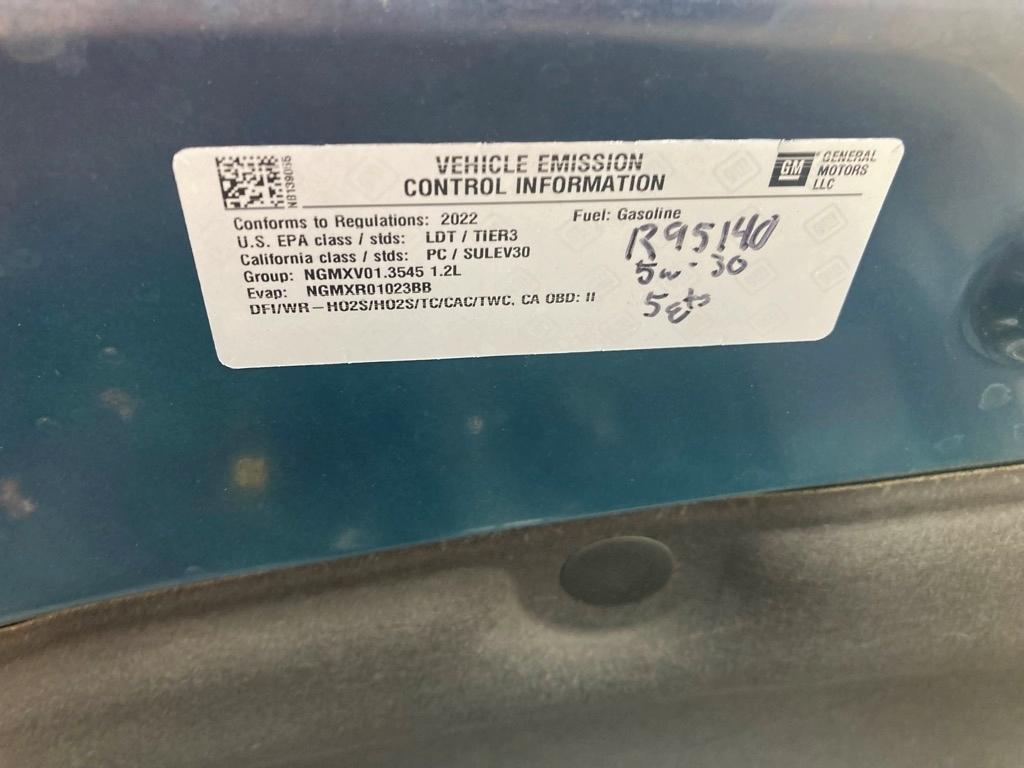 VEHICLE EMISSION
CONTROL INFORMATION
GM GENERAL
MOTORS
LLC
Conforms to Regulations: 2022 Fuel: Gasoline
U.S. EPA class / stds: LDT / TIER3
California class / stds: PC / SULEV30
Group: NGMXV01.3545 1.2L
Evap: NGMXR01023BB
DFI/WR–HO2S/HO2S/TC/CAC/TWC, CA OBD: II
R95140
5w-30
5qts